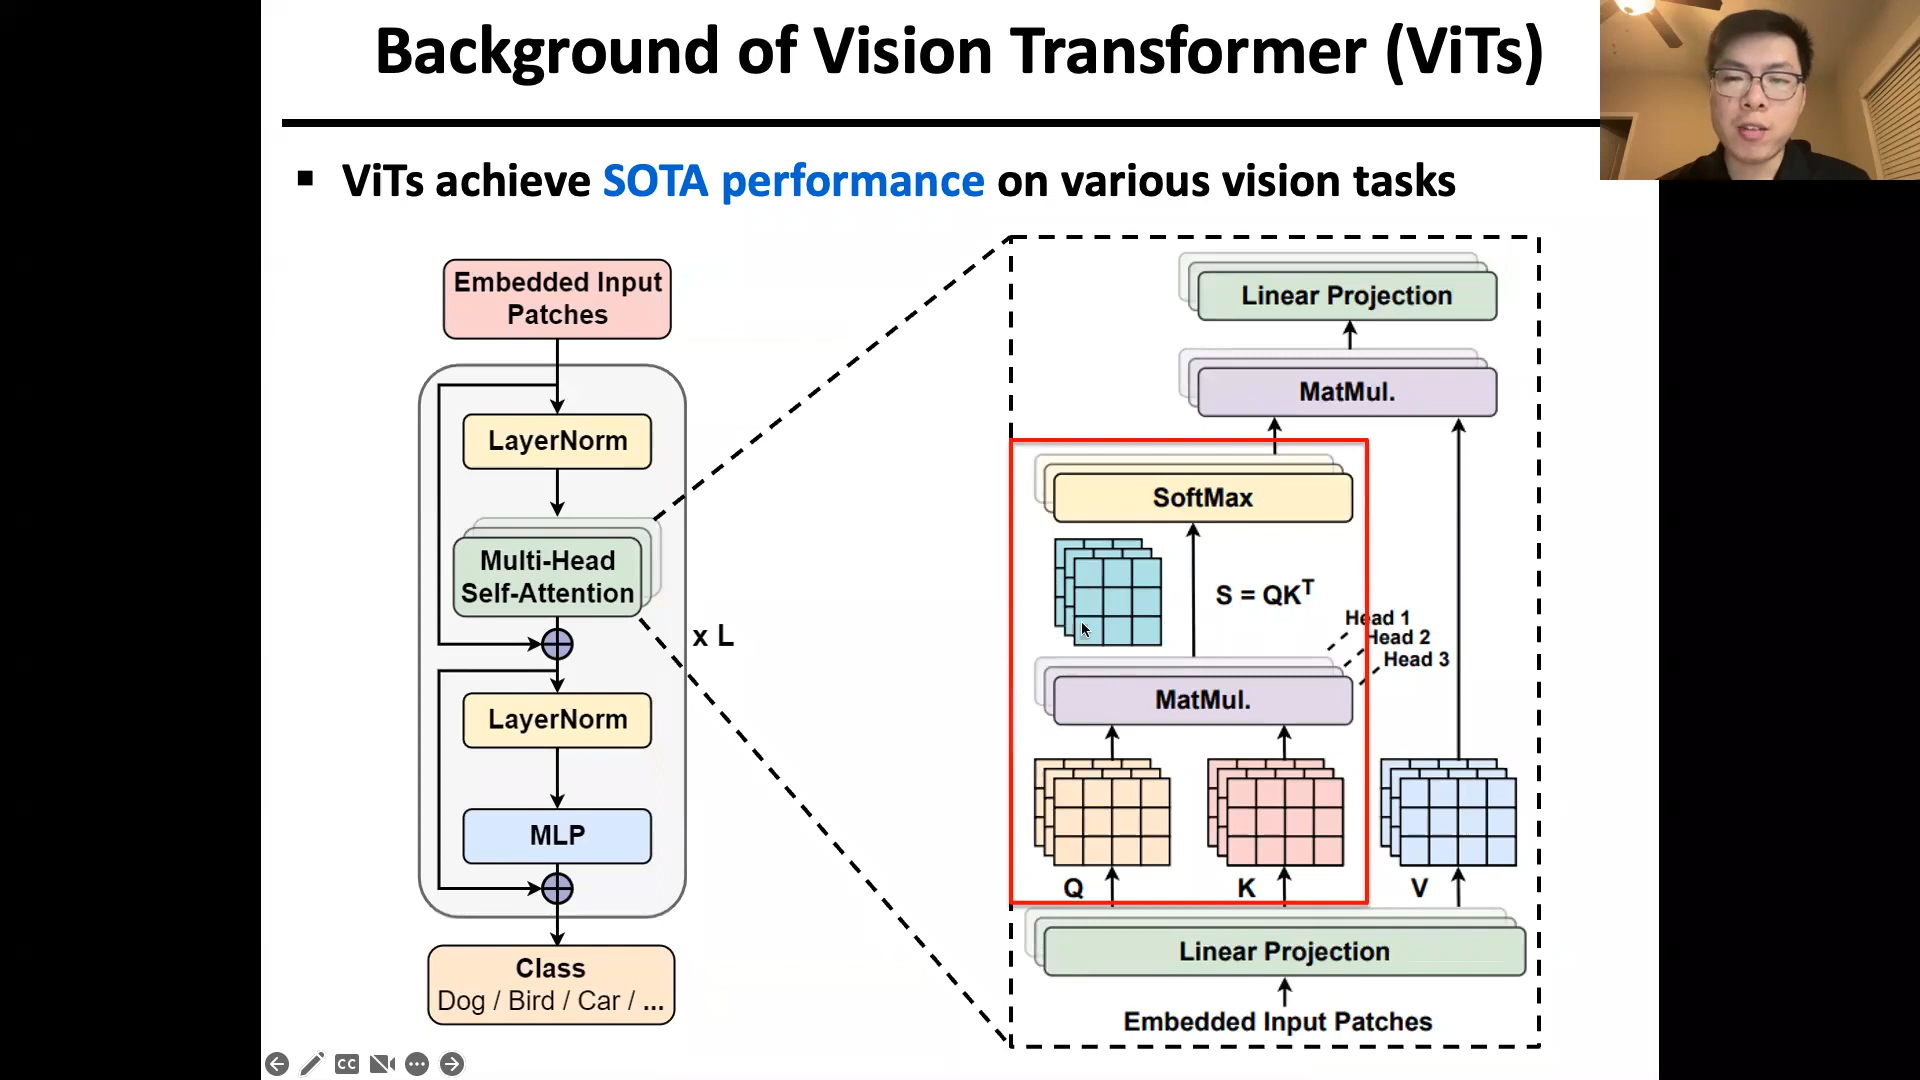 Background of Vision Transformer (ViTs)
▪ ViTs achieve SOTA performance on various vision tasks
Embedded Input
Patches
LayerNorm
Multi-Head
Self-Attention
x L
LayerNorm
MLP
Class
Dog / Bird / Car / ...
Linear Projection
MatMul.
SoftMax
S = QKᵀ
Head 1
Head 2
Head 3
MatMul.
Q
K
V
Linear Projection
Embedded Input Patches
CC